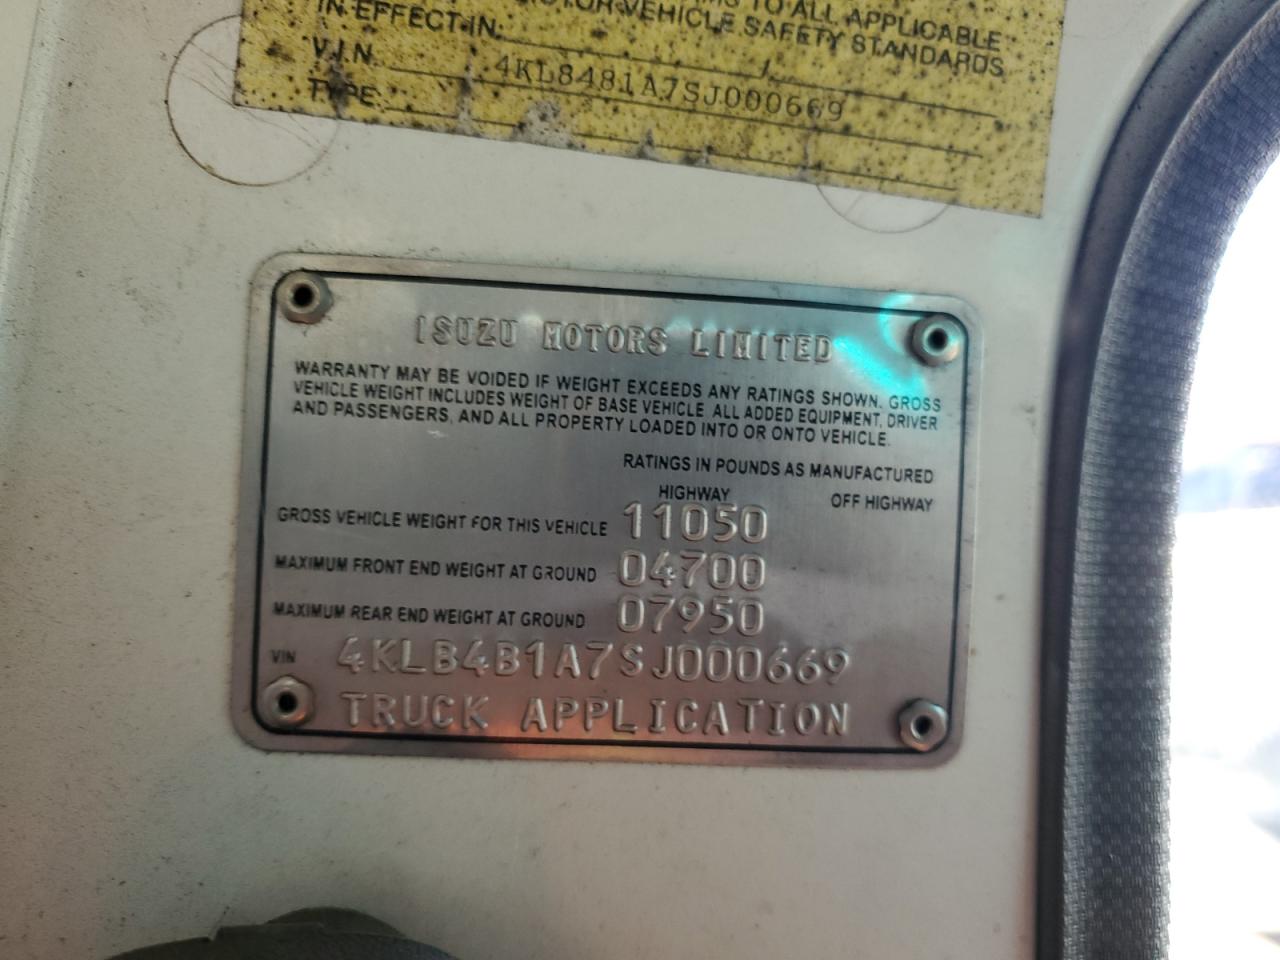 TO ALL APPLICABLE
VEHICLE SAFETY STANDARDS
IN EFFECT IN:
V.I.N. 4KL8481A7SJ000669
TYPE:
ISUZU MOTORS LIMITED
WARRANTY MAY BE VOIDED IF WEIGHT EXCEEDS ANY RATINGS SHOWN. GROSS
VEHICLE WEIGHT INCLUDES WEIGHT OF BASE VEHICLE ALL ADDED EQUIPMENT, DRIVER
AND PASSENGERS, AND ALL PROPERTY LOADED INTO OR ONTO VEHICLE.
RATINGS IN POUNDS AS MANUFACTURED
HIGHWAY OFF HIGHWAY
GROSS VEHICLE WEIGHT FOR THIS VEHICLE 11050
MAXIMUM FRONT END WEIGHT AT GROUND 04700
MAXIMUM REAR END WEIGHT AT GROUND 07950
VIN 4KLB4B1A7SJ000669
TRUCK APPLICATION